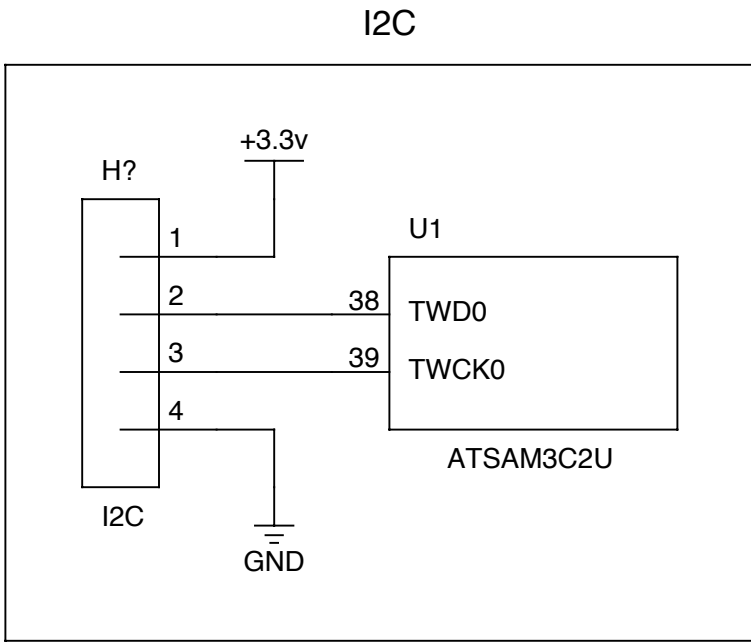 I2C
+3.3v
H?
1
U1
2
38 TWD0
3
39 TWCK0
4
ATSAM3C2U
I2C
GND